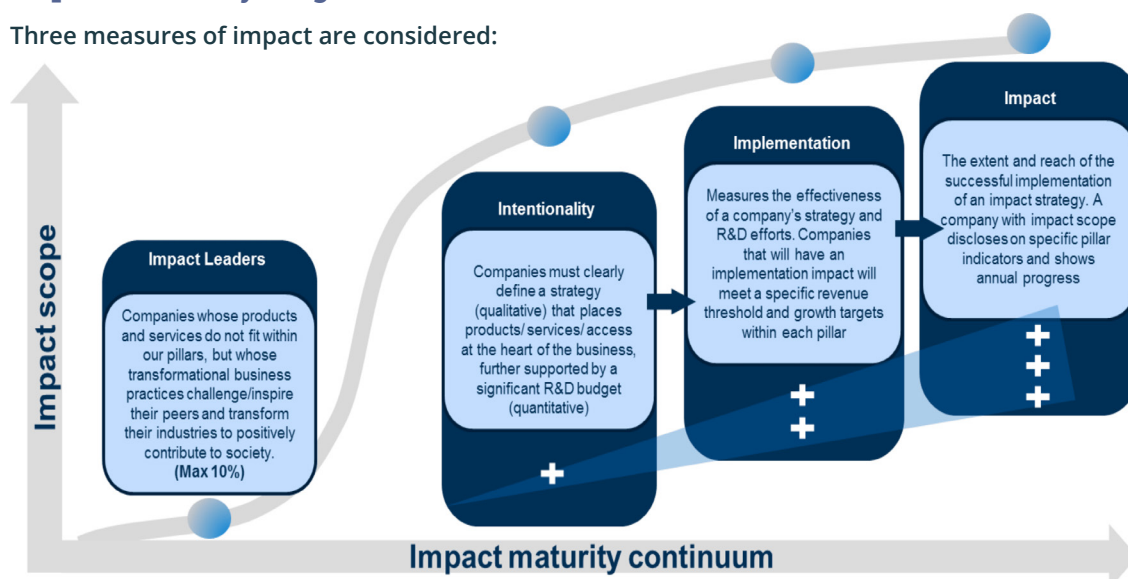 Three measures of impact are considered:
Impact scope
Impact Leaders
Companies whose products
and services do not fit within
our pillars, but whose
transformational business
practices challenge/inspire
their peers and transform
their industries to positively
contribute to society.
(Max 10%)
Intentionality
Companies must clearly
define a strategy
(qualitative) that places
products/services/access
at the heart of the business,
further supported by a
significant R&D budget
(quantitative)
Implementation
Measures the effectiveness
of a company's strategy and
R&D efforts. Companies
that will have an
implementation impact will
meet a specific revenue
threshold and growth targets
within each pillar
Impact
The extent and reach of the
successful implementation
of an impact strategy. A
company with impact scope
discloses on specific pillar
indicators and shows
annual progress
Impact maturity continuum